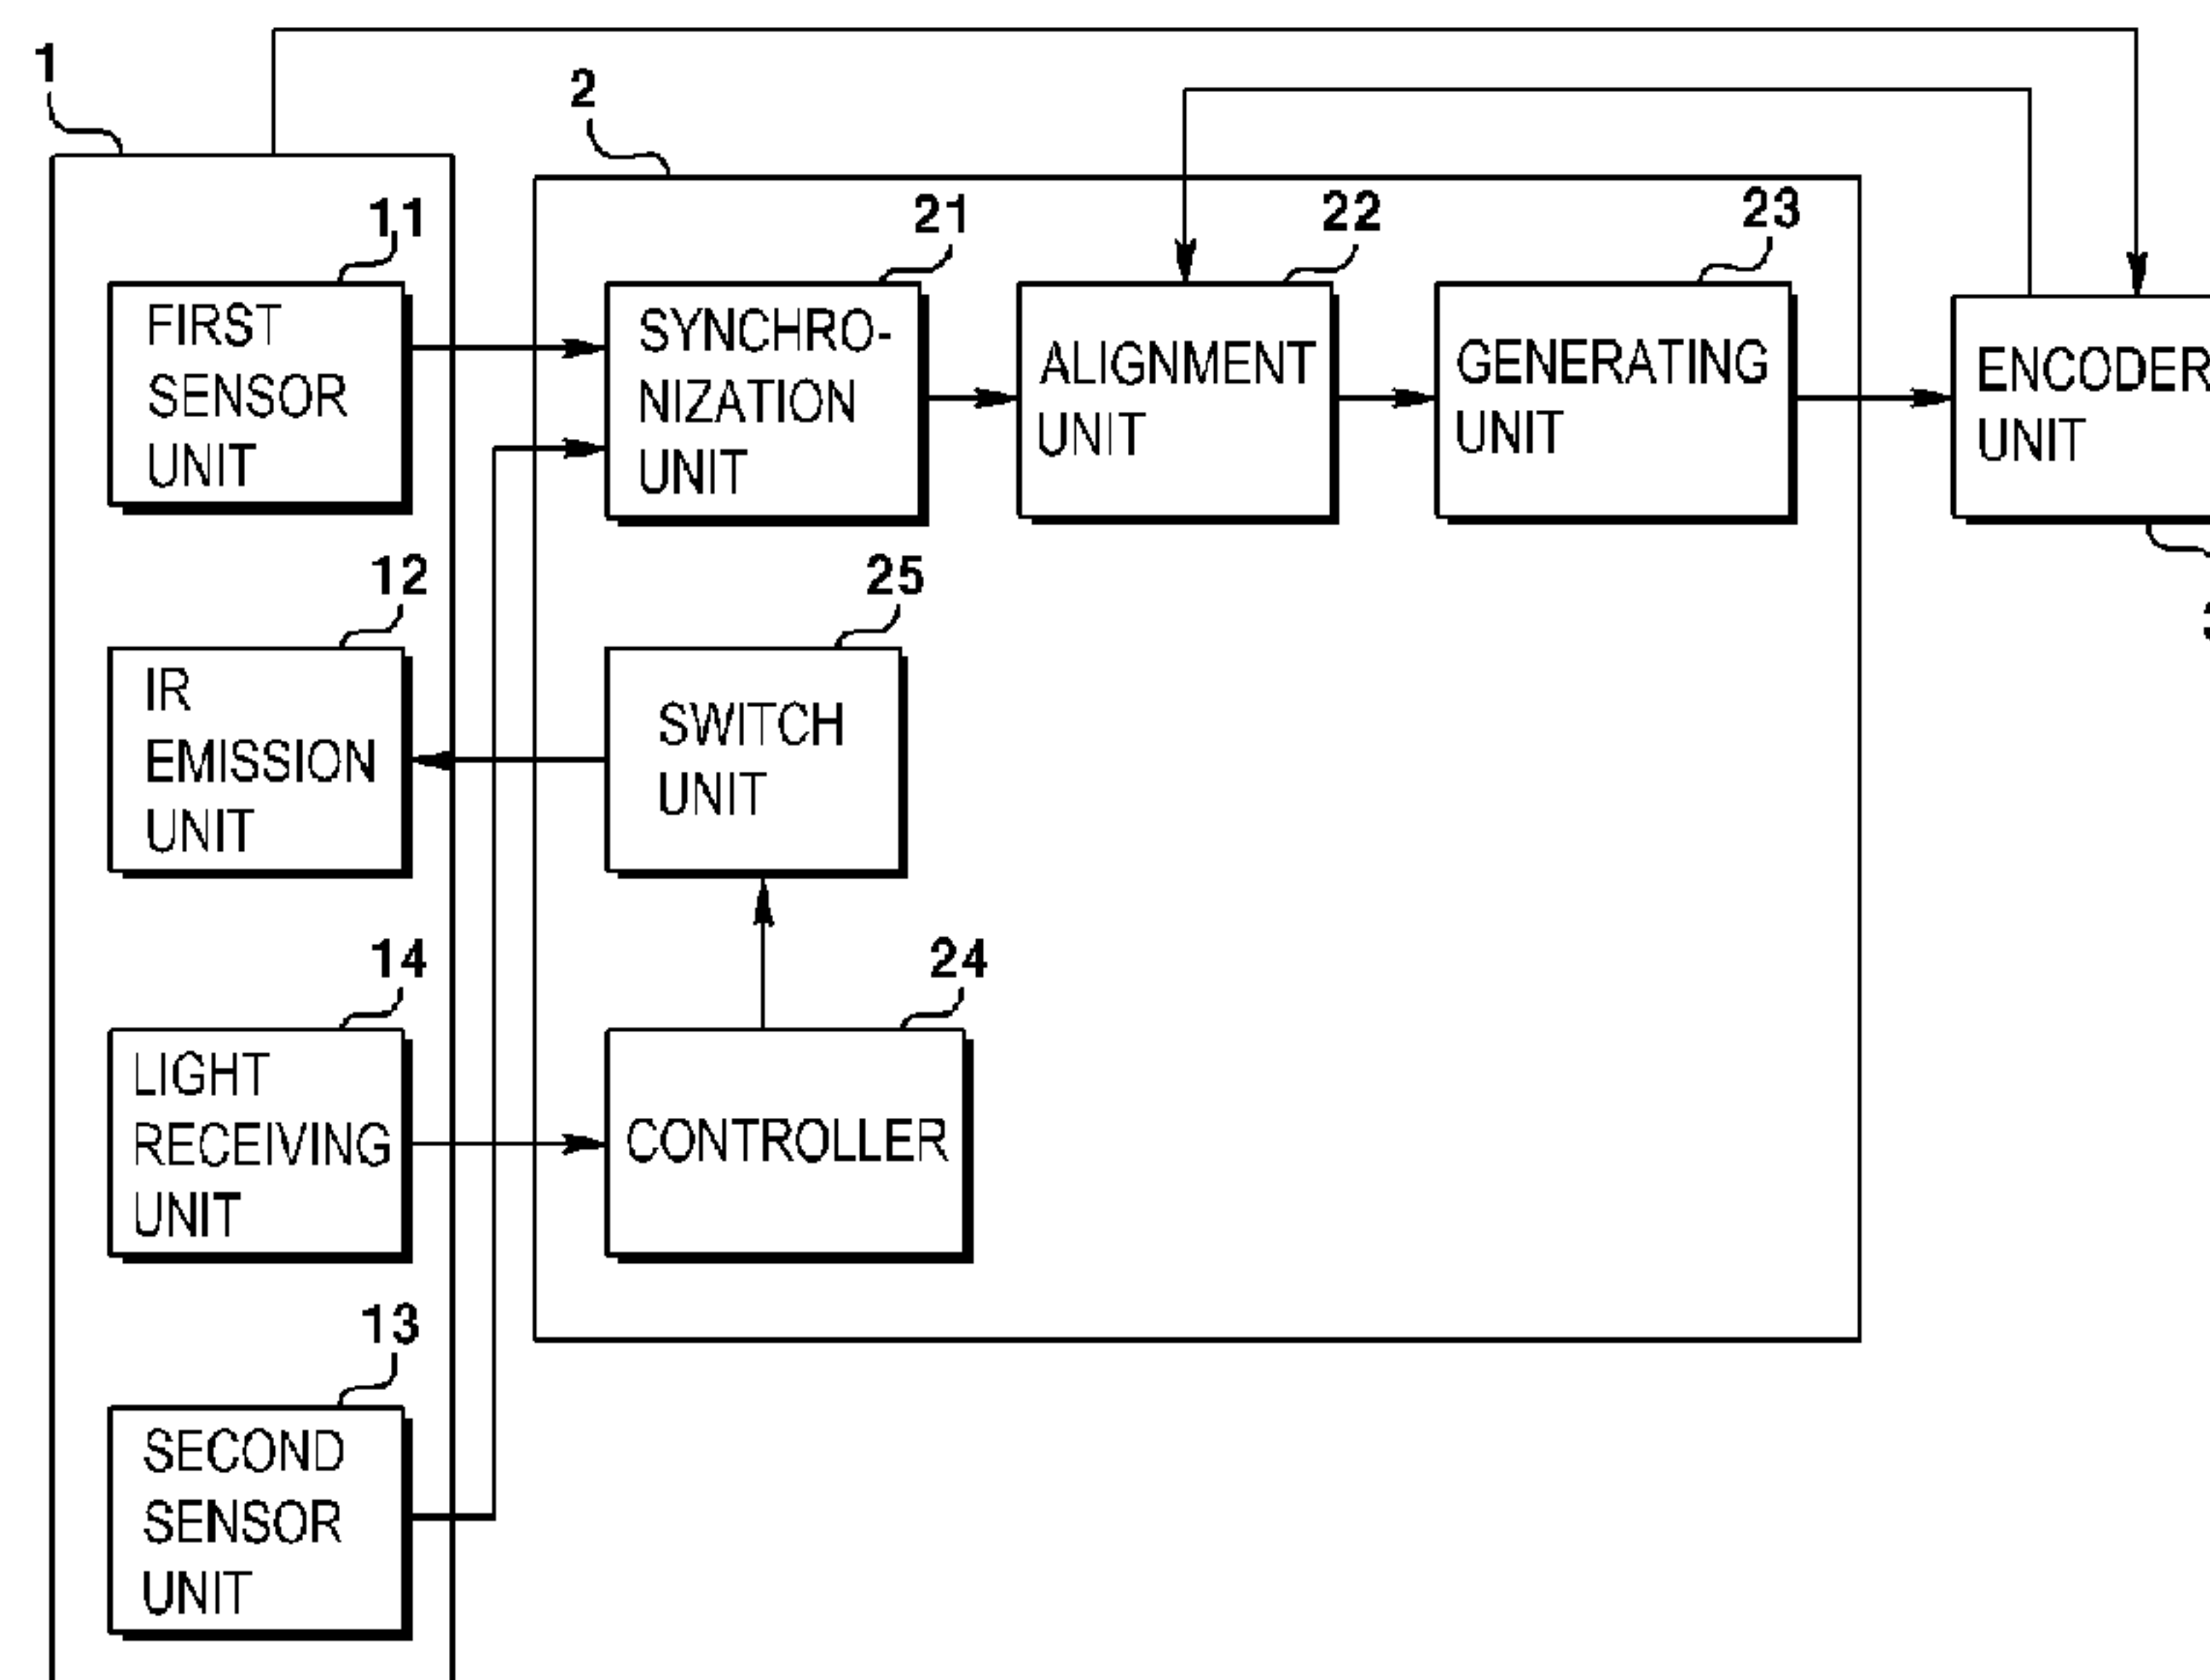 1
2
11
FIRST
SENSOR
UNIT
21
SYNCHRO-
NIZATION
UNIT
22
ALIGNMENT
UNIT
23
GENERATING
UNIT
ENCODER
UNIT
12
IR
EMISSION
UNIT
25
SWITCH
UNIT
14
LIGHT
RECEIVING
UNIT
24
CONTROLLER
13
SECOND
SENSOR
UNIT